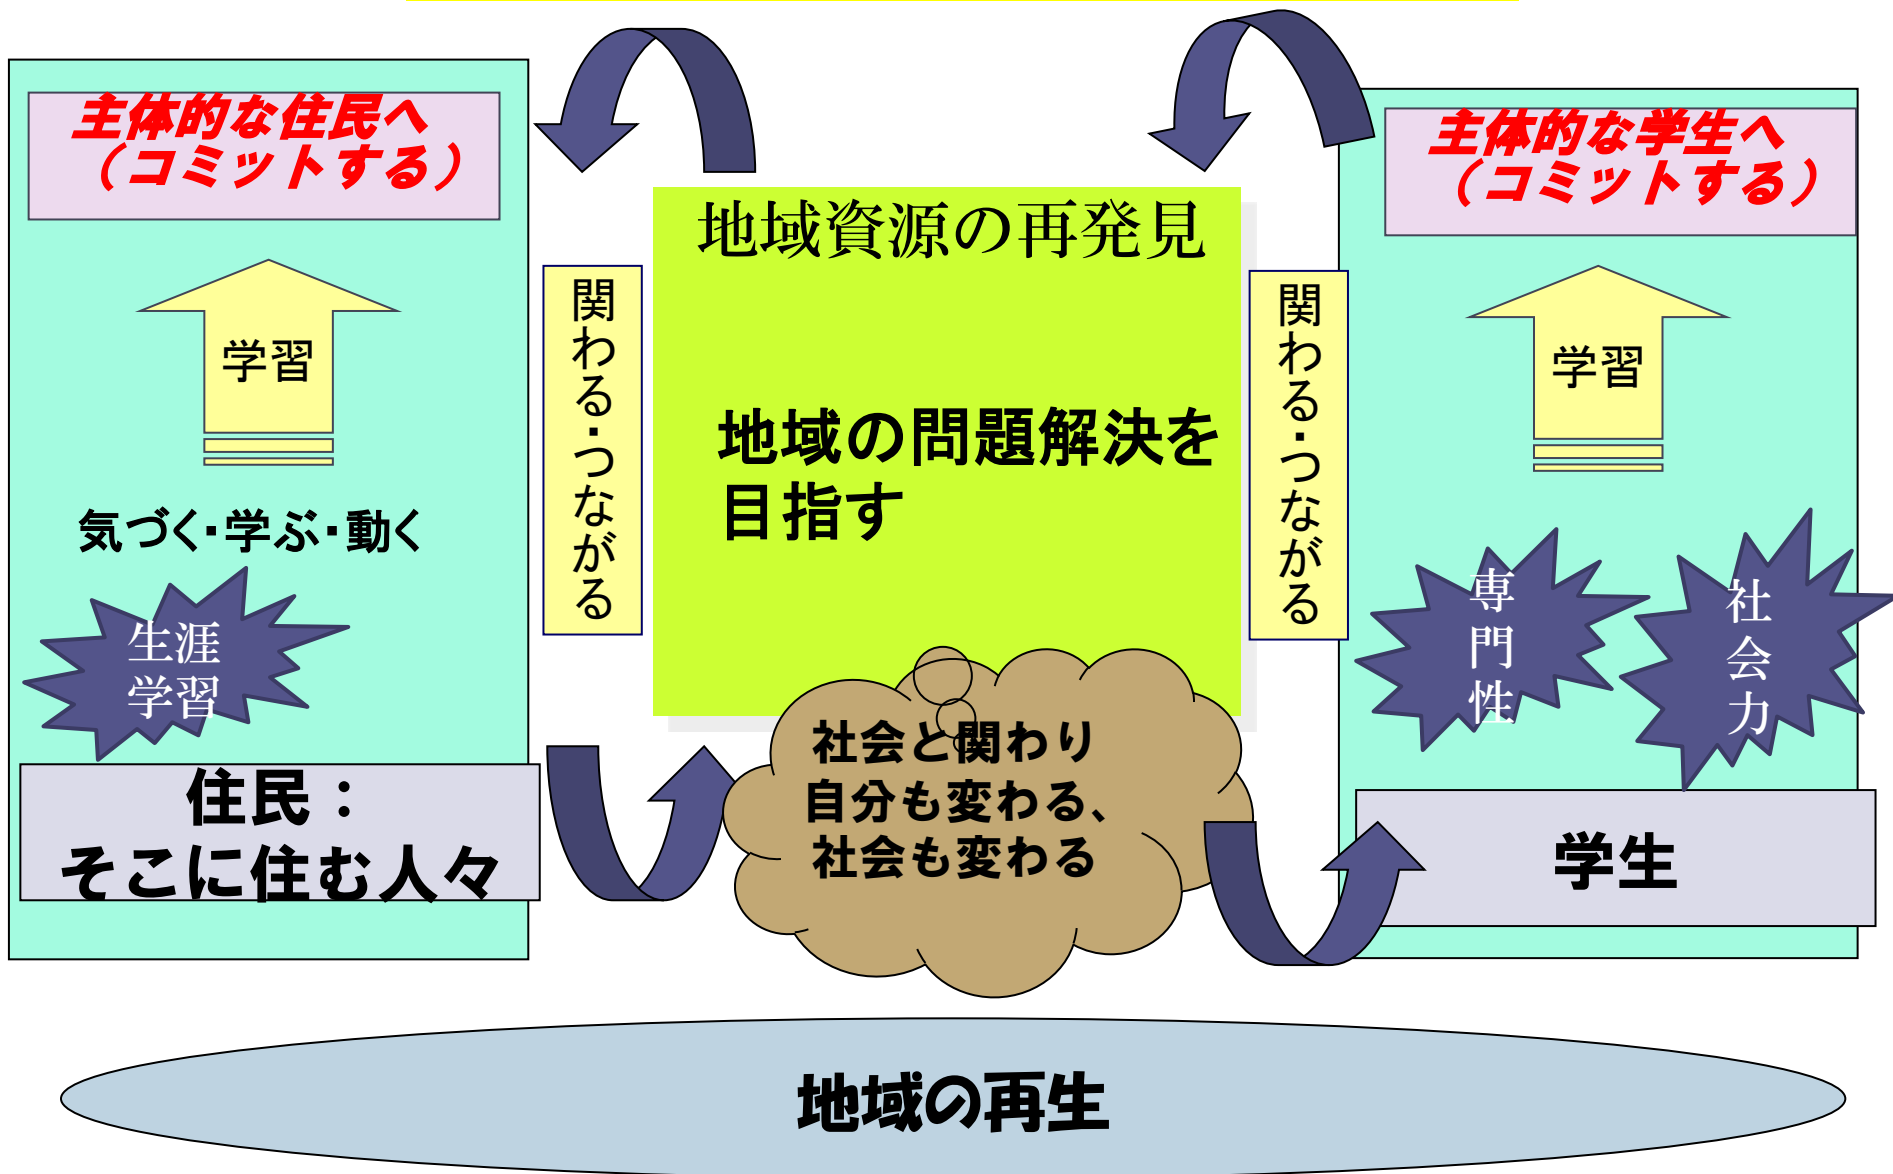 主体的な住民へ
（コミットする）
学習
気づく・学ぶ・動く
生涯
学習
住民：
そこに住む人々
関わる・つながる
地域資源の再発見
地域の問題解決を
目指す
社会と関わり
自分も変わる、
社会も変わる
関わる・つながる
主体的な学生へ
（コミットする）
学習
専門性
社会力
学生
地域の再生